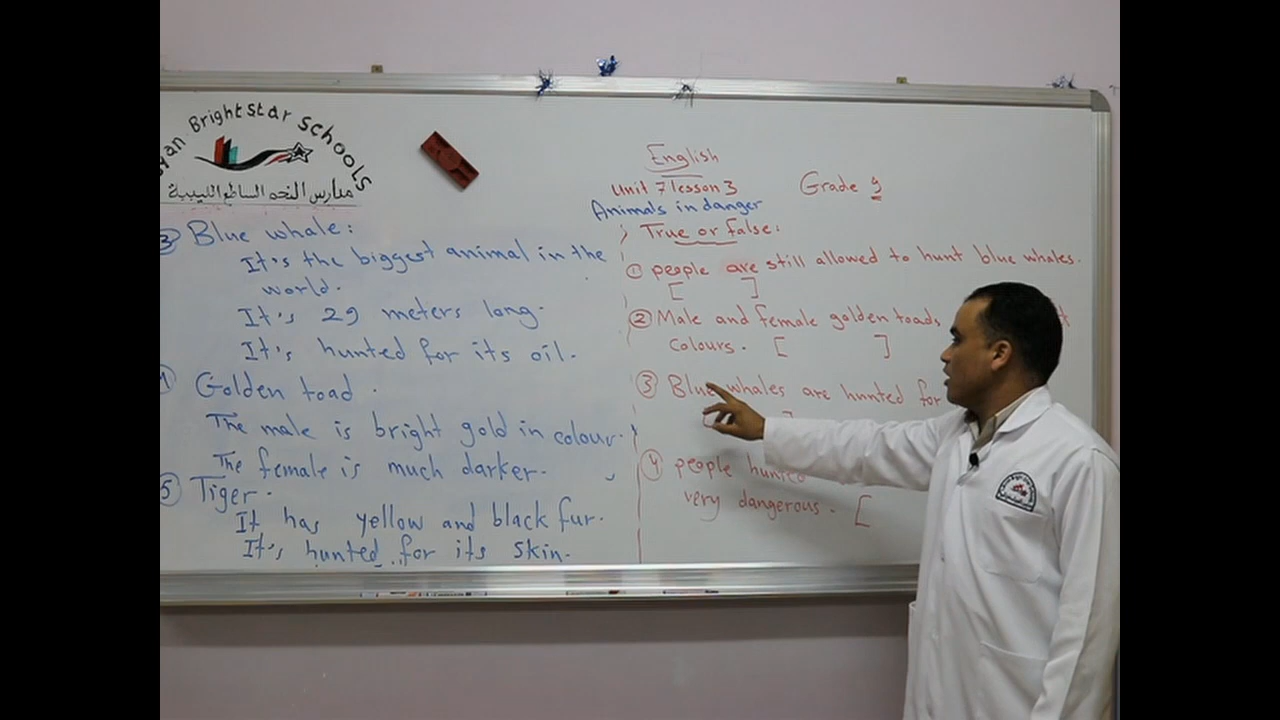 Bright Star Schools
مدارس النجم الساطع الليبية
3 Blue whale:
It's the biggest animal in the
world.
It's 29 meters long.
It's hunted for its oil.
Golden toad.
The male is bright gold in colour.
The female is much darker.
5 Tiger.
It has yellow and black fur.
It's hunted for its skin.
English
Unit 7 lesson 3
Grade 9
Animals in danger
True or false:
1 people are still allowed to hunt blue whales.
[ ]
2 Male and female golden toads
colours. [ ]
3 Blue whales are hunted for
]
4 people hunted
very dangerous. [